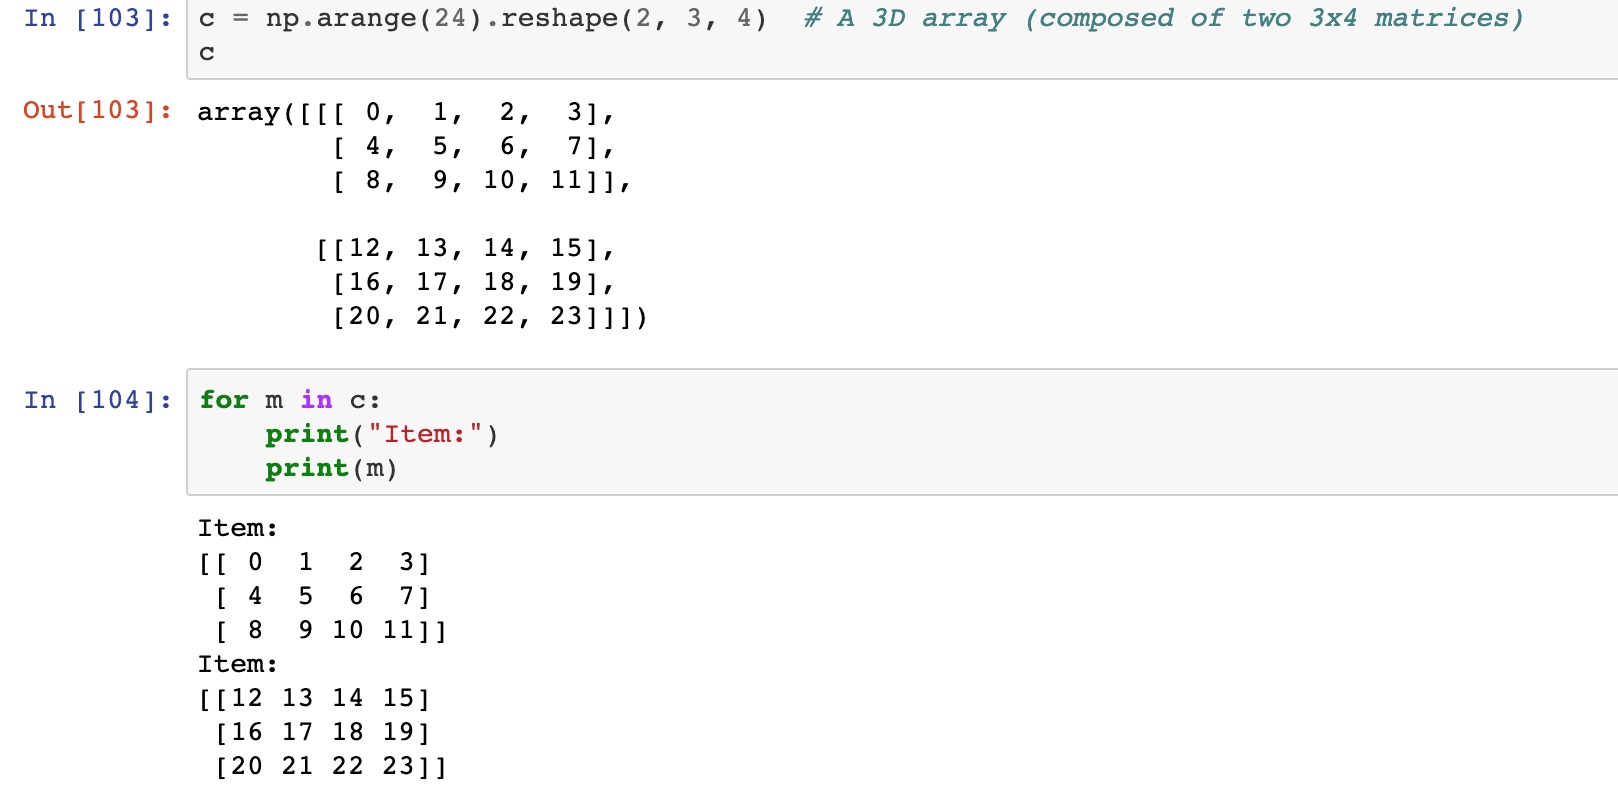 In [103]: c = np.arange(24).reshape(2, 3, 4)  # A 3D array (composed of two 3x4 matrices)
c
Out[103]: array([[[ 0,  1,  2,  3],
        [ 4,  5,  6,  7],
        [ 8,  9, 10, 11]],
       [[12, 13, 14, 15],
        [16, 17, 18, 19],
        [20, 21, 22, 23]]])
In [104]: for m in c:
    print("Item:")
    print(m)
Item:
[[ 0  1  2  3]
 [ 4  5  6  7]
 [ 8  9 10 11]]
Item:
[[12 13 14 15]
 [16 17 18 19]
 [20 21 22 23]]